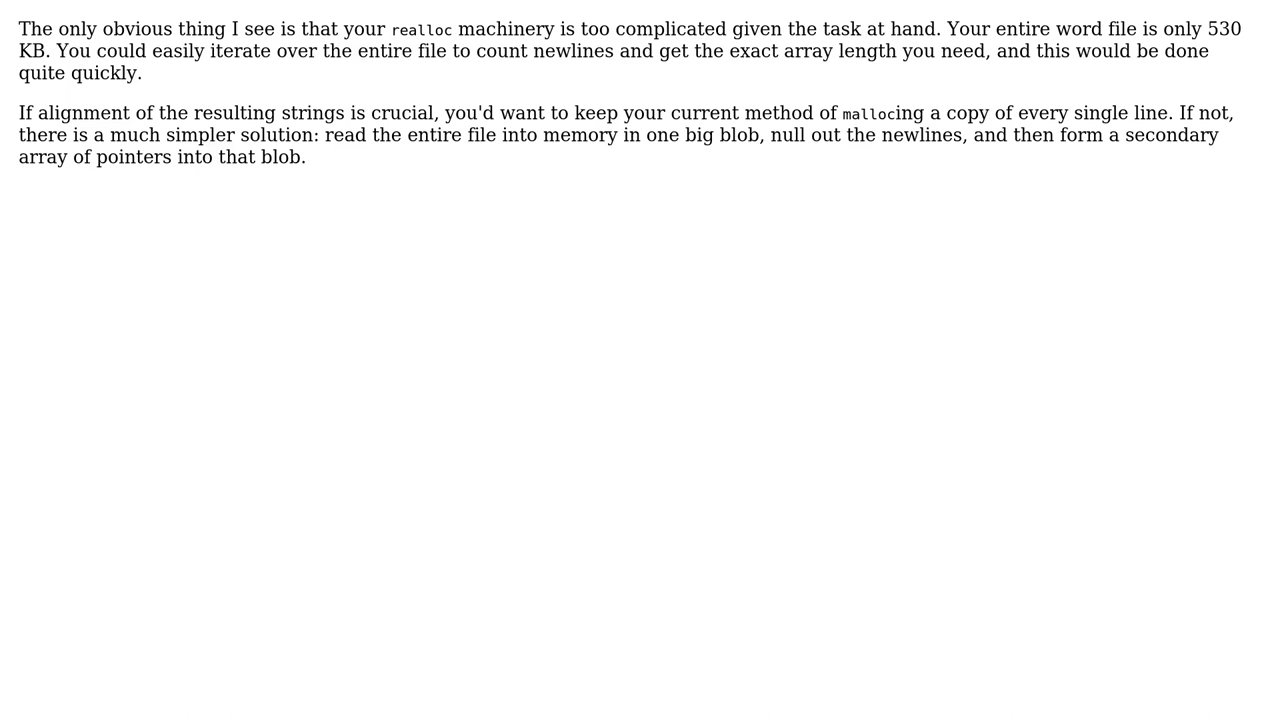 The only obvious thing I see is that your realloc machinery is too complicated given the task at hand. Your entire word file is only 530
KB. You could easily iterate over the entire file to count newlines and get the exact array length you need, and this would be done
quite quickly.
If alignment of the resulting strings is crucial, you'd want to keep your current method of mallocing a copy of every single line. If not,
there is a much simpler solution: read the entire file into memory in one big blob, null out the newlines, and then form a secondary
array of pointers into that blob.